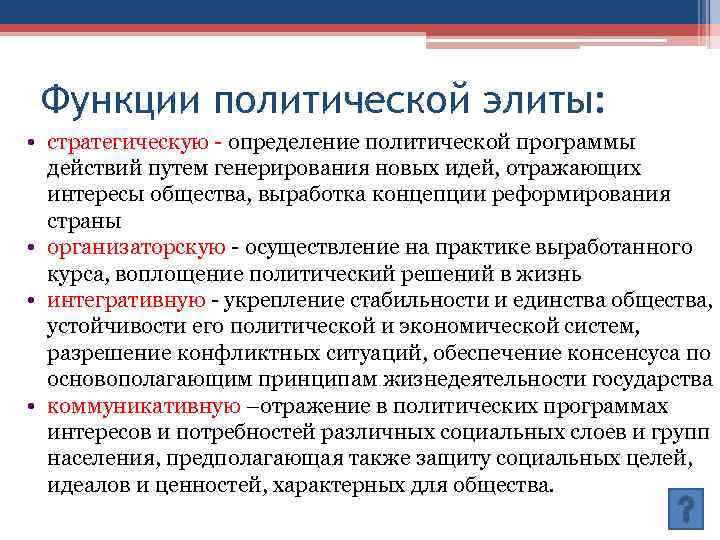 Функции политической элиты:
• стратегическую - определение политической программы
действий путем генерирования новых идей, отражающих
интересы общества, выработка концепции реформирования
страны
• организаторскую - осуществление на практике выработанного
курса, воплощение политический решений в жизнь
• интегративную - укрепление стабильности и единства общества,
устойчивости его политической и экономической систем,
разрешение конфликтных ситуаций, обеспечение консенсуса по
основополагающим принципам жизнедеятельности государства
• коммуникативную –отражение в политических программах
интересов и потребностей различных социальных слоев и групп
населения, предполагающая также защиту социальных целей,
идеалов и ценностей, характерных для общества.
?